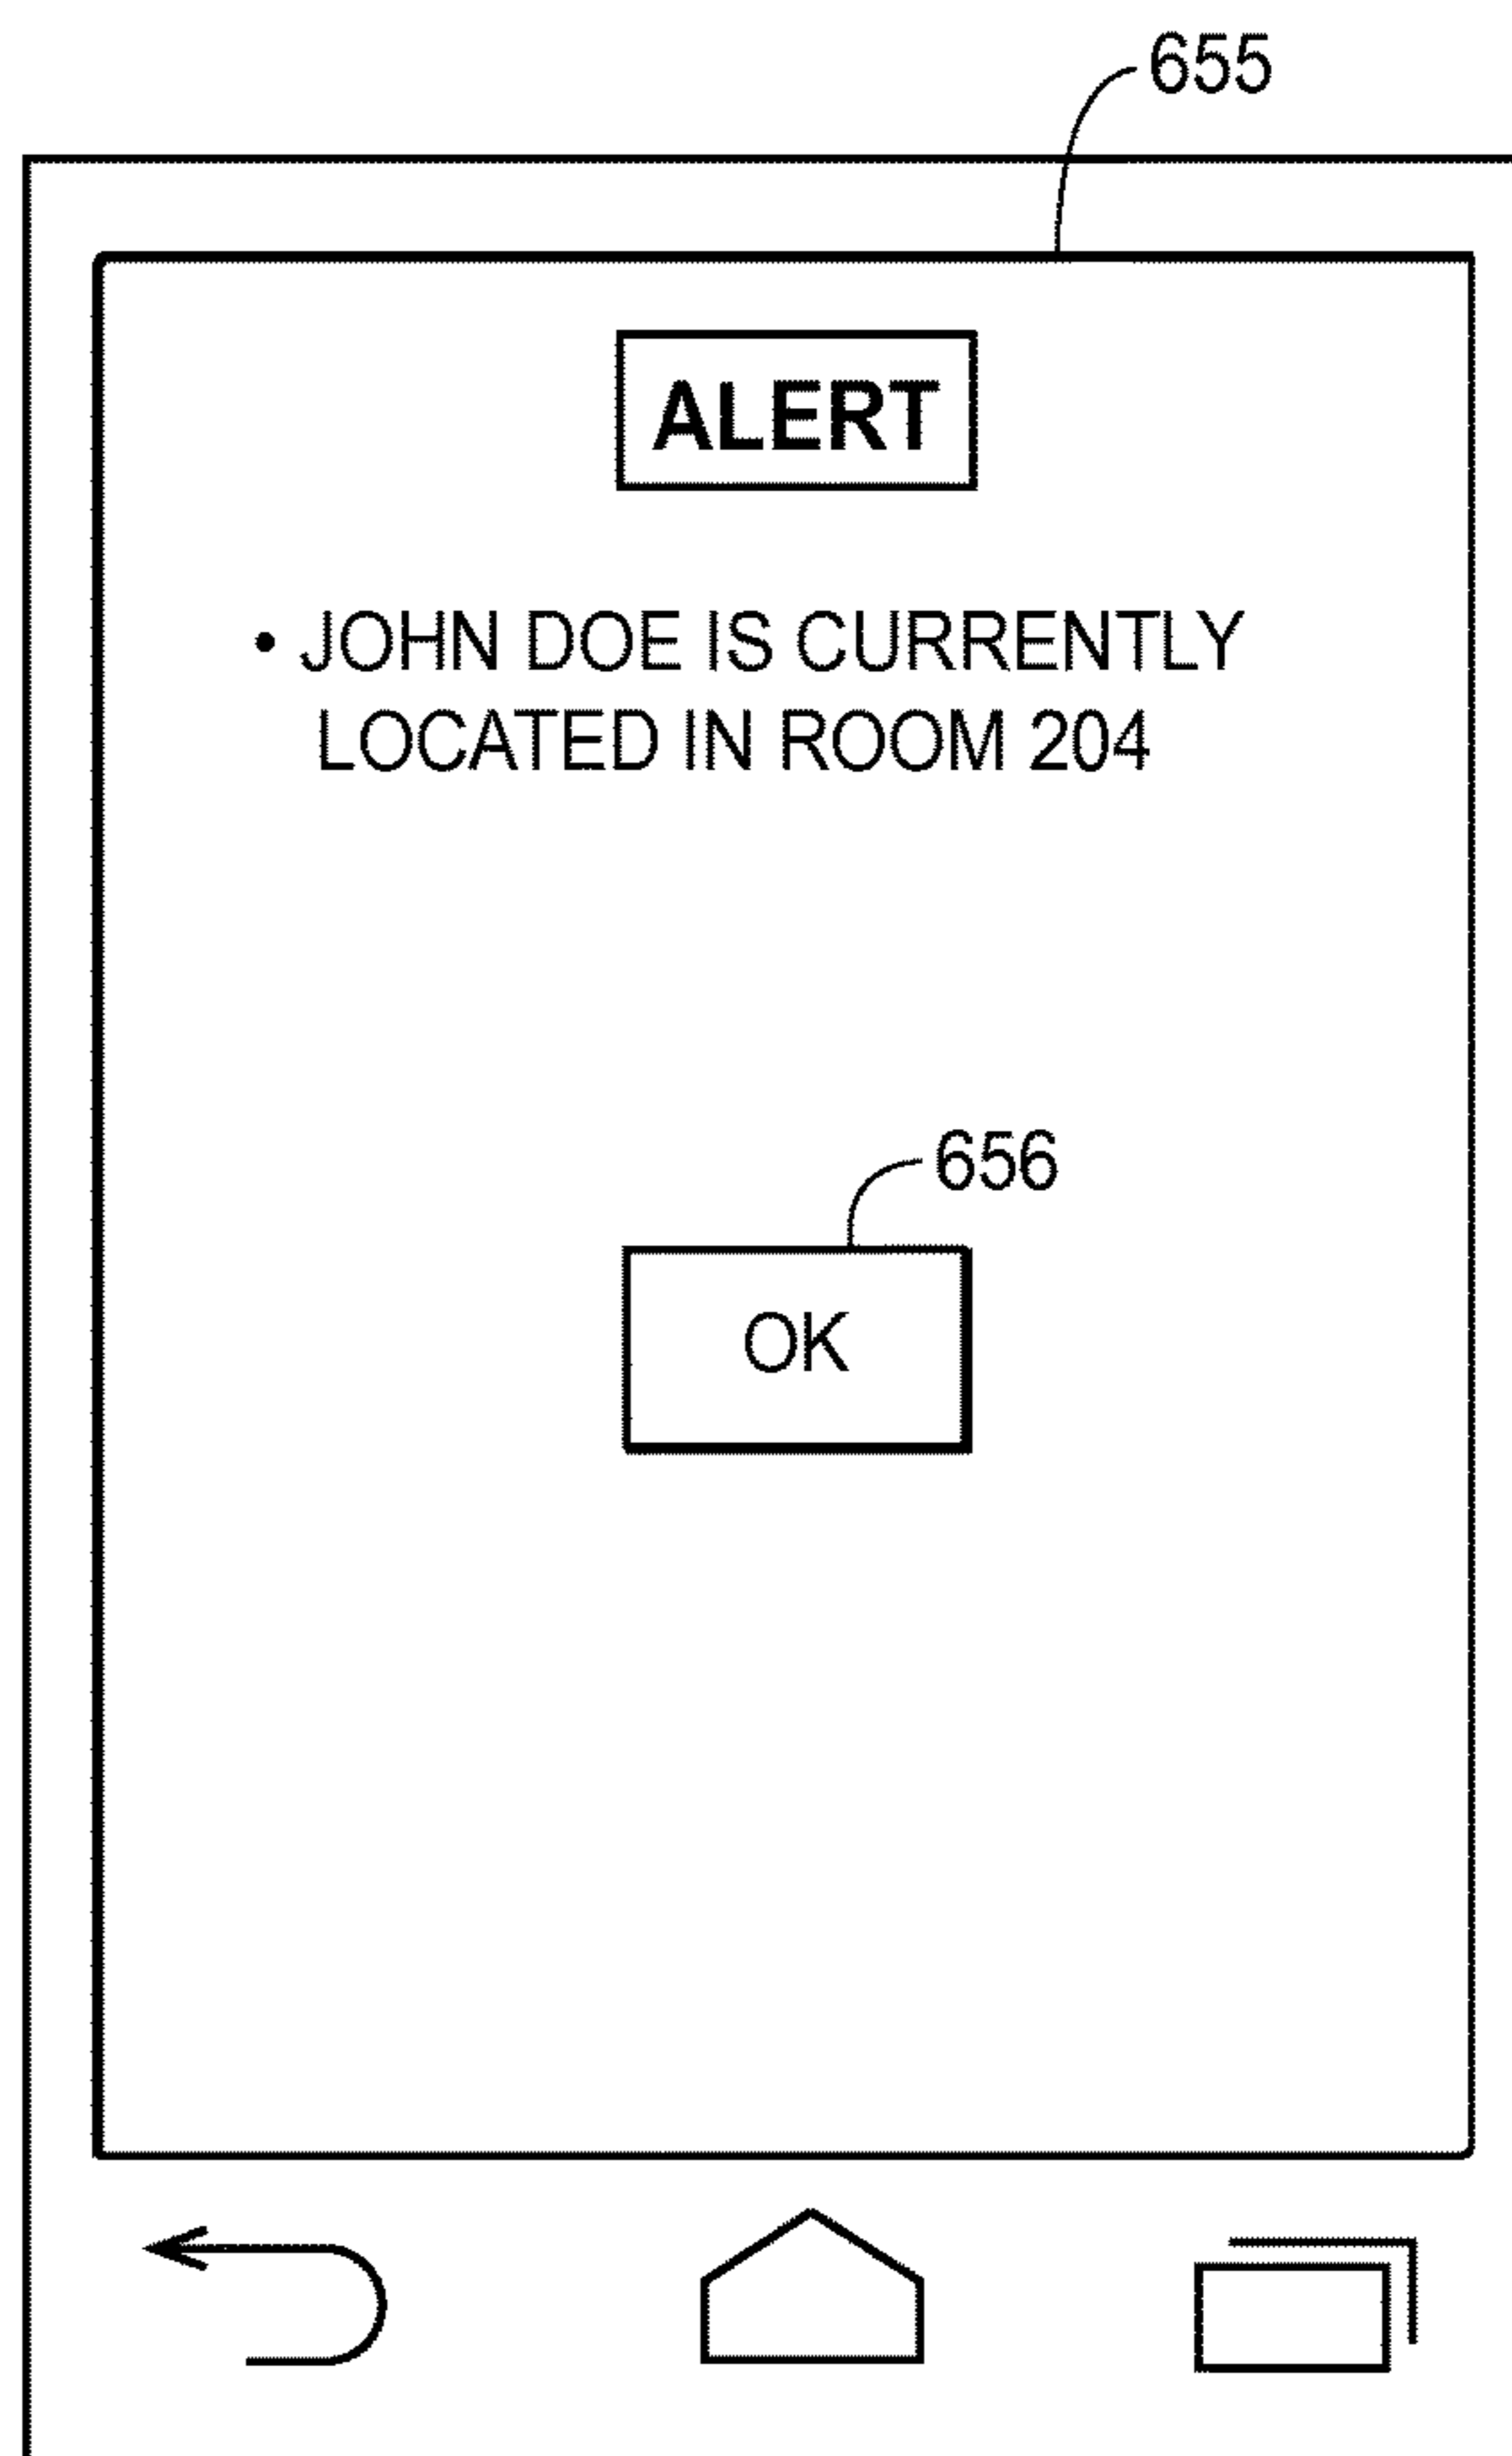 655
ALERT
• JOHN DOE IS CURRENTLY
LOCATED IN ROOM 204
656
OK